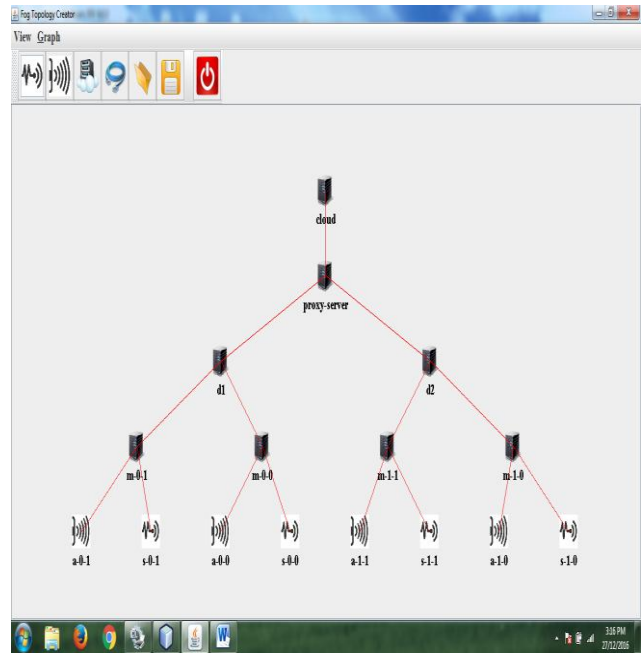 Fog Topology Creator
View Graph
cloud
proxy-server
d1 d2
m-0-1 m-0-0 m-1-1 m-1-0
a-0-1 s-0-1 a-0-0 s-0-0 a-1-1 s-1-1 a-1-0 s-1-0
W
3:16 PM
27/12/2016